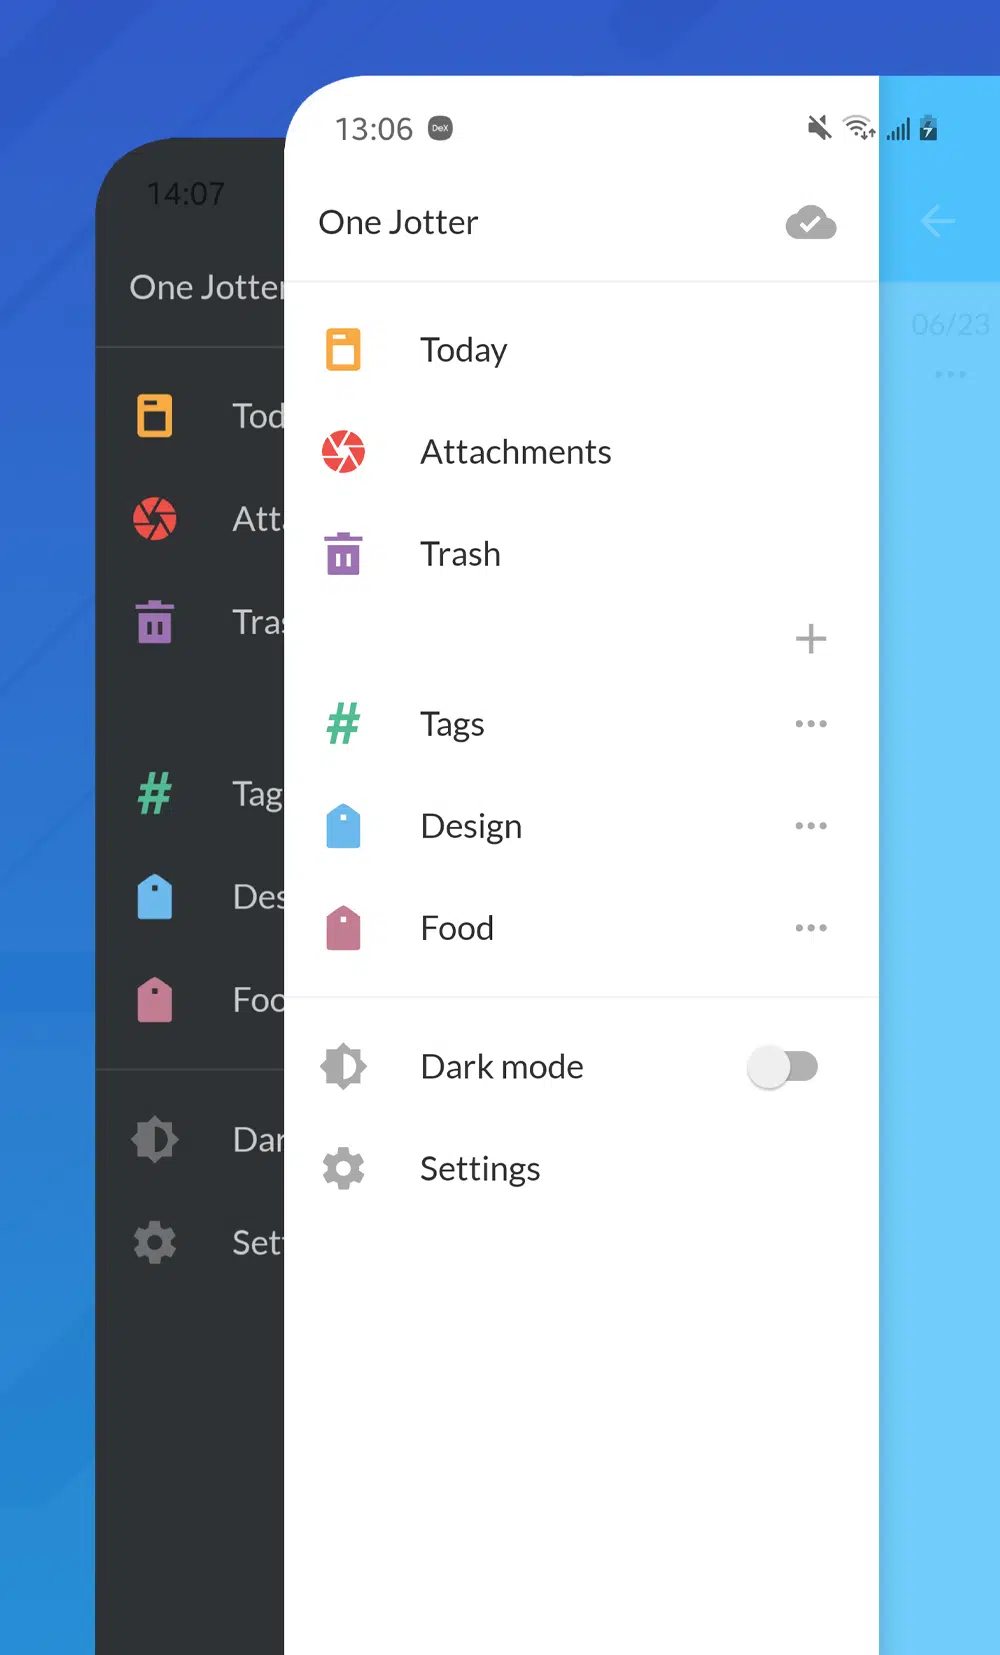 13:06 DeX
One Jotter
Today
Attachments
Trash
#
Tags
Design
Food
Dark mode
Settings
14:07
One Jotter
Tod
Att
Tras
#
Tag
Des
Foo
Dar
Set
06/23